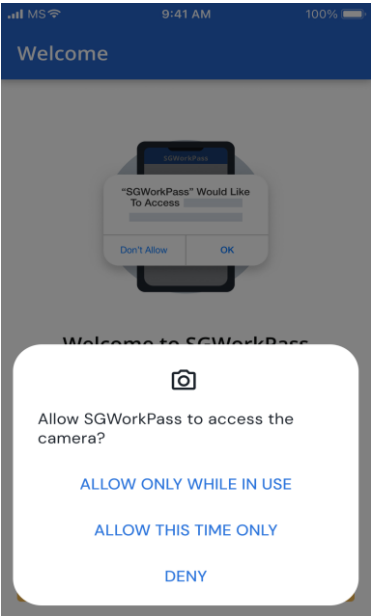 MS 9:41 AM 100%
Welcome
SGWorkPass
“SGWorkPass” Would Like
To Access
Don't Allow OK
Welcome to SGWorkPass
Allow SGWorkPass to access the
camera?
ALLOW ONLY WHILE IN USE
ALLOW THIS TIME ONLY
DENY